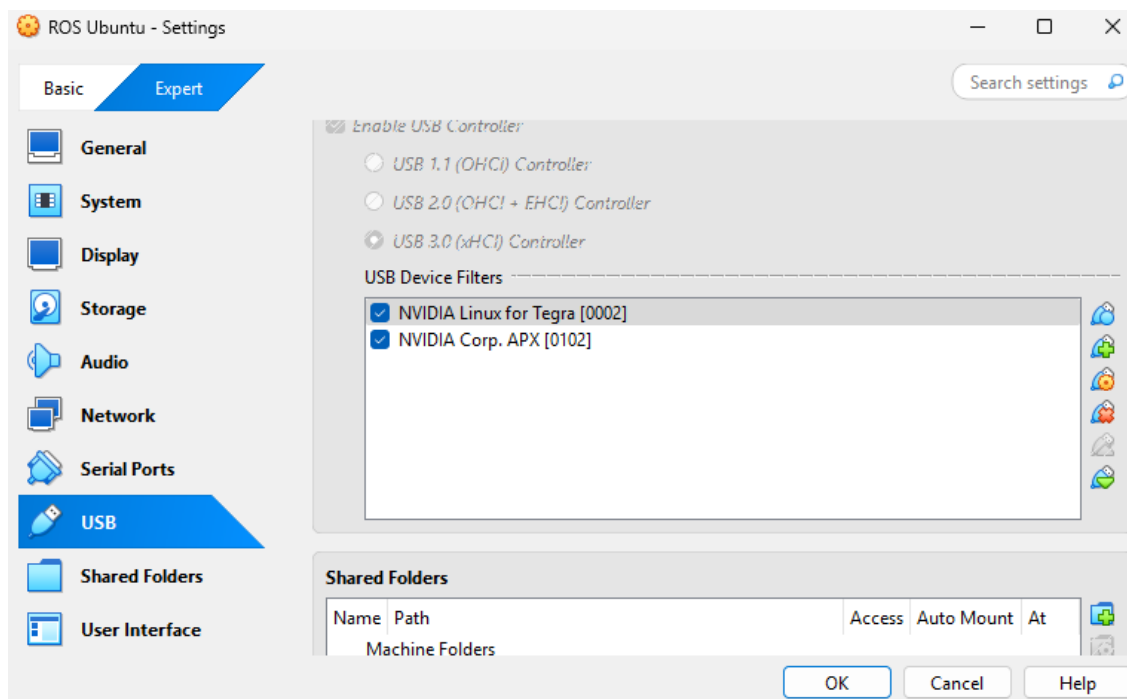 ROS Ubuntu - Settings
Basic
Expert
Search settings
General
System
Display
Storage
Audio
Network
Serial Ports
USB
Shared Folders
User Interface
Enable USB Controller
USB 1.1 (OHCI) Controller
USB 2.0 (OHCI + EHCI) Controller
USB 3.0 (xHCI) Controller
USB Device Filters
NVIDIA Linux for Tegra [0002]
NVIDIA Corp. APX [0102]
Shared Folders
Name Path Access Auto Mount At
Machine Folders
OK Cancel Help